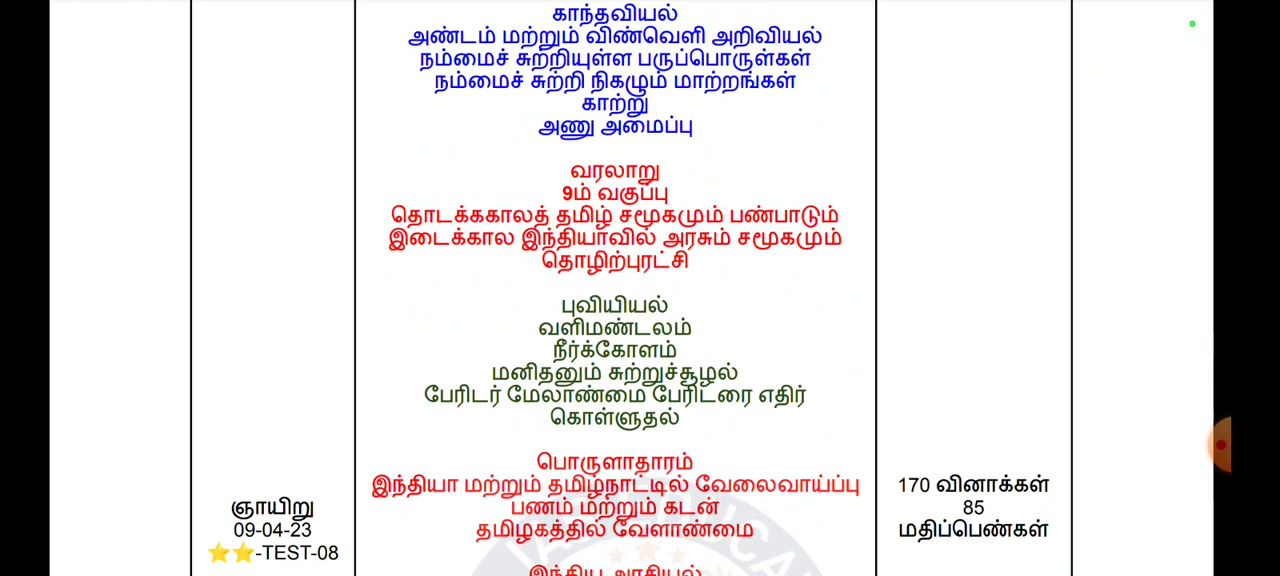 காந்தவியல்
அண்டம் மற்றும் விண்வெளி அறிவியல்
நம்மைச் சுற்றியுள்ள பருப்பொருள்கள்
நம்மைச் சுற்றி நிகழும் மாற்றங்கள்
காற்று
அணு அமைப்பு
வரலாறு
9ம் வகுப்பு
தொடக்ககாலத் தமிழ் சமூகமும் பண்பாடும்
இடைக்கால இந்தியாவில் அரசும் சமூகமும்
தொழிற்புரட்சி
புவியியல்
வளிமண்டலம்
நீர்க்கோளம்
மனிதனும் சுற்றுச்சூழல்
பேரிடர் மேலாண்மை பேரிடரை எதிர்
கொள்ளுதல்
பொருளாதாரம்
இந்தியா மற்றும் தமிழ்நாட்டில் வேலைவாய்ப்பு
பணம் மற்றும் கடன்
தமிழகத்தில் வேளாண்மை
இந்திய அரசியல்
ஞாயிறு
09-04-23
⭐⭐-TEST-08
170 வினாக்கள்
85
மதிப்பெண்கள்